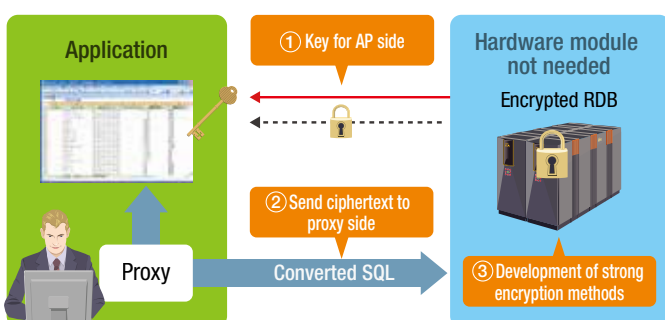 Application
① Key for AP side
Hardware module
not needed
Encrypted RDB
② Send ciphertext to
proxy side
Proxy
Converted SQL
③ Development of strong
encryption methods